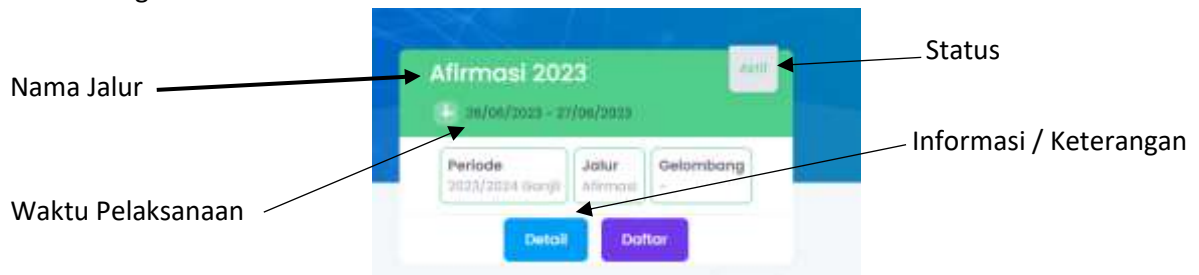 Status
Nama Jalur
Afirmasi 2023
Aktif
26/06/2023 - 27/06/2023
Informasi / Keterangan
Periode
2023/2024 Ganjil
Jalur
Afirmasi
Gelombang
-
Waktu Pelaksanaan
Detail
Daftar